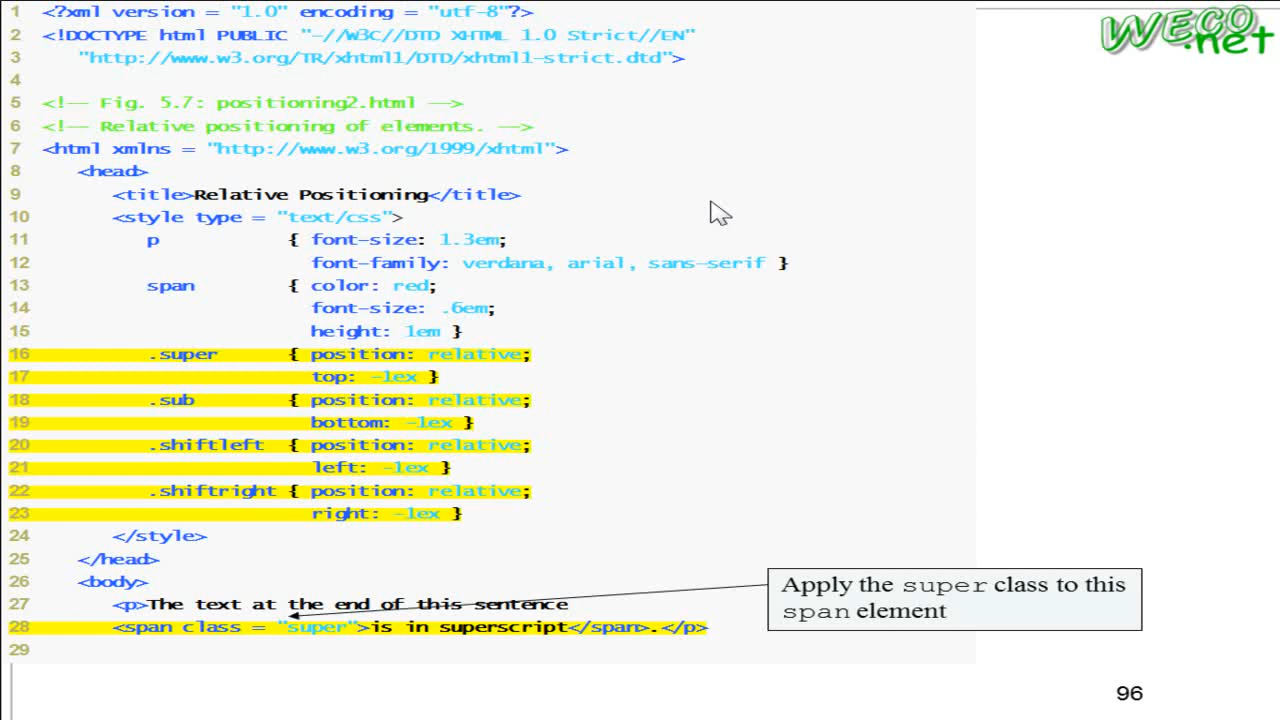 WECO.net
1 <?xml version = "1.0" encoding = "utf-8"?>
2 <!DOCTYPE html PUBLIC "-//W3C//DTD XHTML 1.0 Strict//EN"
3 "http://www.w3.org/TR/xhtml1/DTD/xhtml1-strict.dtd">
4
5 <!-- Fig. 5.7: positioning2.html -->
6 <!-- Relative positioning of elements. -->
7 <html xmlns = "http://www.w3.org/1999/xhtml">
8 <head>
9 <title>Relative Positioning</title>
10 <style type = "text/css">
11 p { font-size: 1.3em;
12 font-family: verdana, arial, sans-serif }
13 span { color: red;
14 font-size: .6em;
15 height: 1em }
16 .super { position: relative;
17 top: -1ex }
18 .sub { position: relative;
19 bottom: -1ex }
20 .shiftleft { position: relative;
21 left: -1ex }
22 .shiftright { position: relative;
23 right: -1ex }
24 </style>
25 </head>
26 <body>
27 <p>The text at the end of this sentence
28 <span class = "super">is in superscript</span>.</p>
29
Apply the super class to this
span element
96